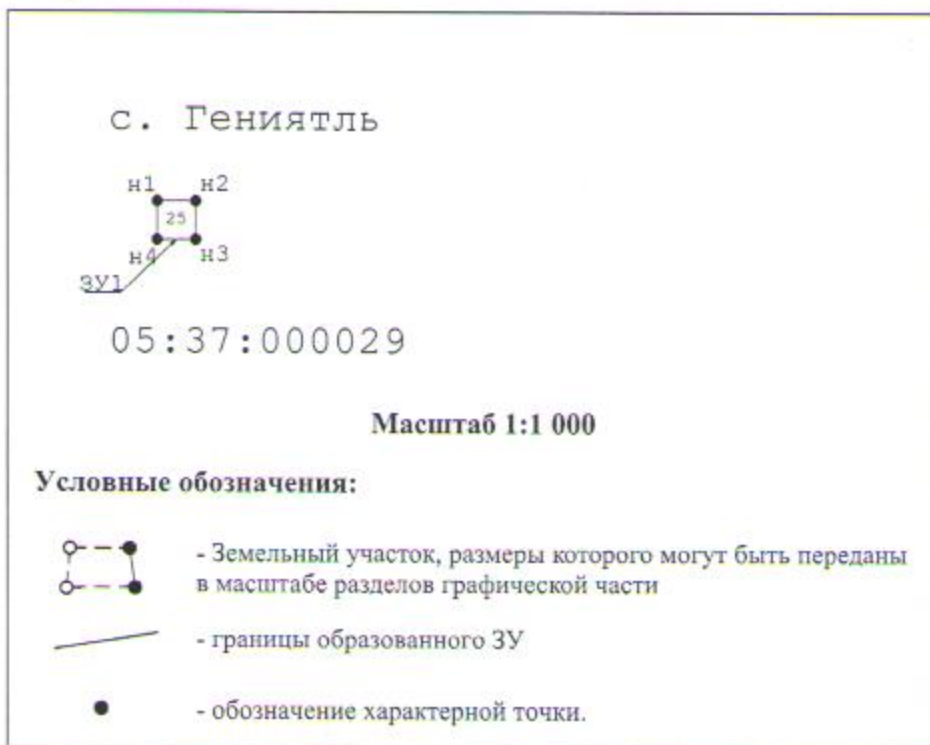 с. Гениятль
н1 н2
25
н4 н3
ЗУ1
05:37:000029
Масштаб 1:1 000
Условные обозначения:
- Земельный участок, размеры которого могут быть переданы
в масштабе разделов графической части
- границы образованного ЗУ
- обозначение характерной точки.